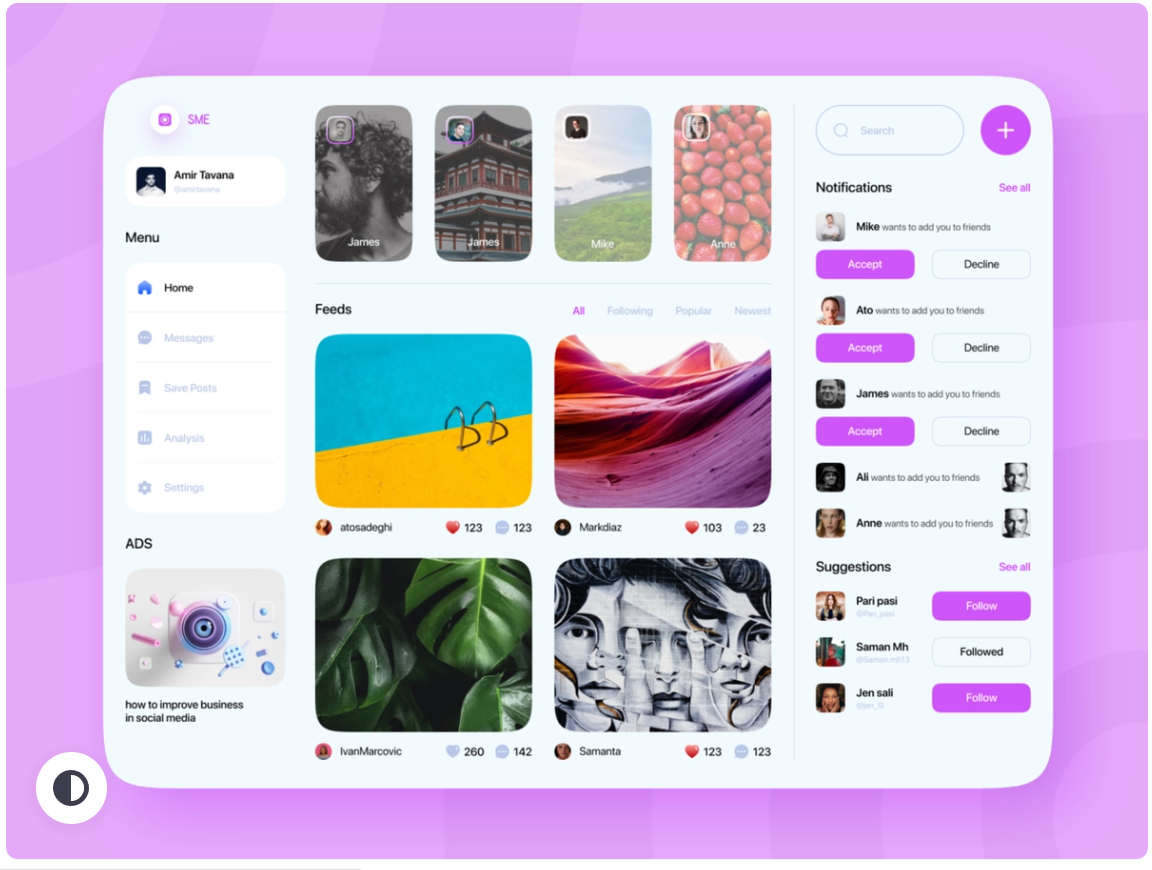 SME
Amir Tavana
@amirtavana
Menu
Home
Messages
Save Posts
Analysis
Settings
ADS
how to improve business
in social media
James
James
Mike
Anne
Feeds
All Following Popular Newest
atosadeghi 123 123
Markdiaz 103 23
IvanMarcovic 260 142
Samanta 123 123
Search
Notifications See all
Mike wants to add you to friends
Accept Decline
Ato wants to add you to friends
Accept Decline
James wants to add you to friends
Accept Decline
Ali wants to add you to friends
Anne wants to add you to friends
Suggestions See all
Pari pasi
@Pari_pasi
Follow
Saman Mh
@Saman.mh13
Followed
Jen sali
Follow